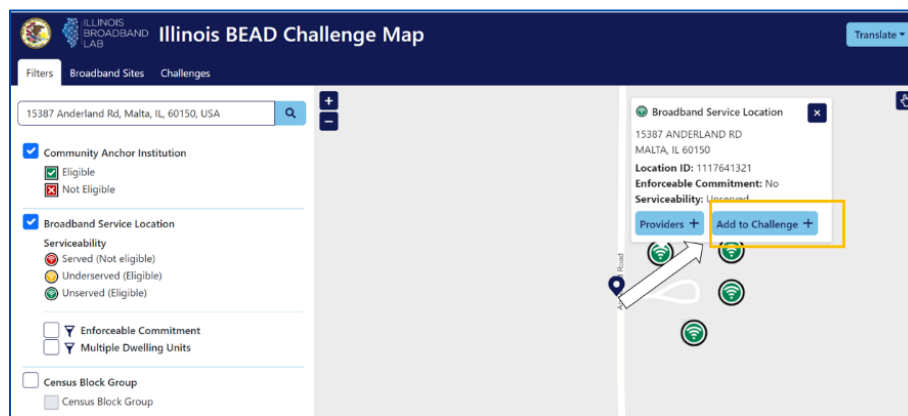 ILLINOIS
BROADBAND
LAB
Illinois BEAD Challenge Map
Translate
Filters
Broadband Sites
Challenges
15387 Anderland Rd, Malta, IL, 60150, USA
Community Anchor Institution
Eligible
Not Eligible
Broadband Service Location
Serviceability
Served (Not eligible)
Underserved (Eligible)
Unserved (Eligible)
Enforceable Commitment
Multiple Dwelling Units
Census Block Group
Census Block Group
Broadband Service Location
15387 ANDERLAND RD
MALTA, IL 60150
Location ID: 1117641321
Enforceable Commitment: No
Serviceability: Unserved
Providers +
Add to Challenge +
Road